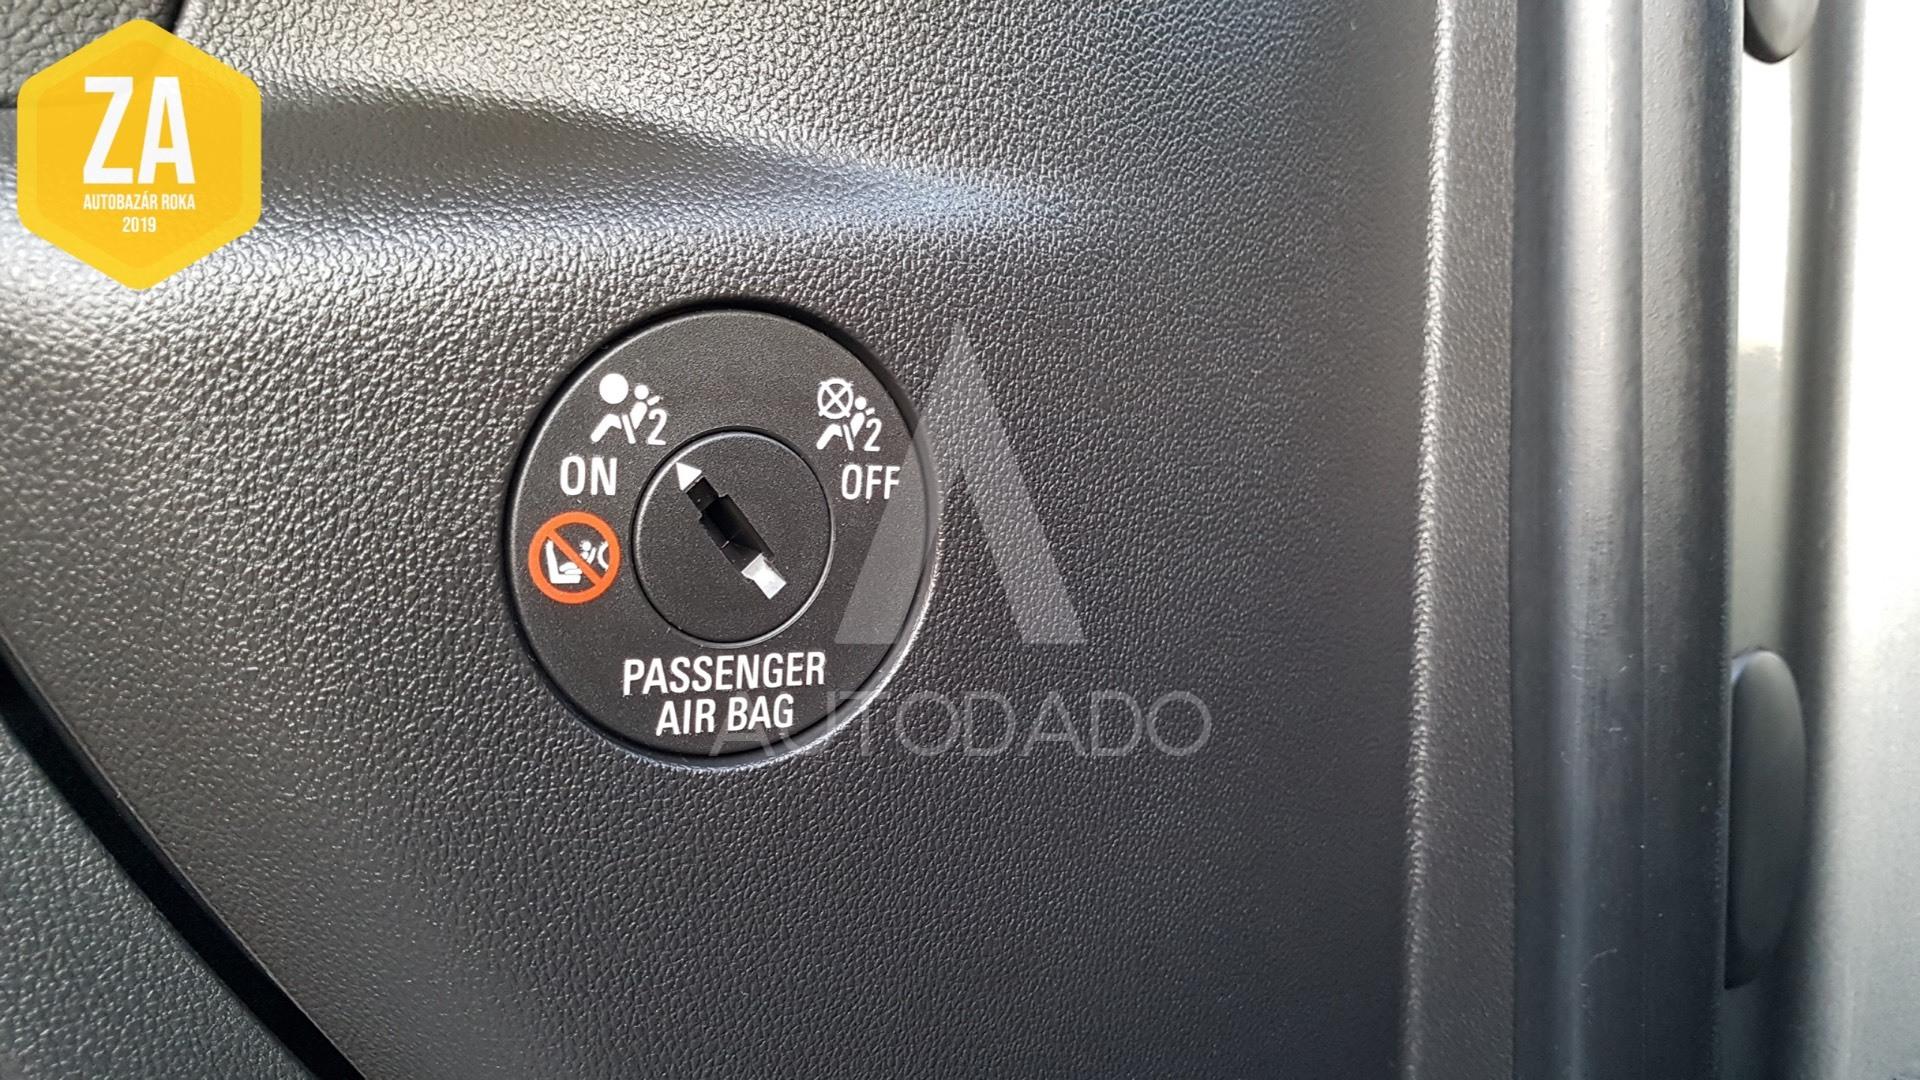 ZA
AUTOBAZÁR ROKA
2019
2
2
ON
OFF
PASSENGER
AIR BAG
AUTODADO